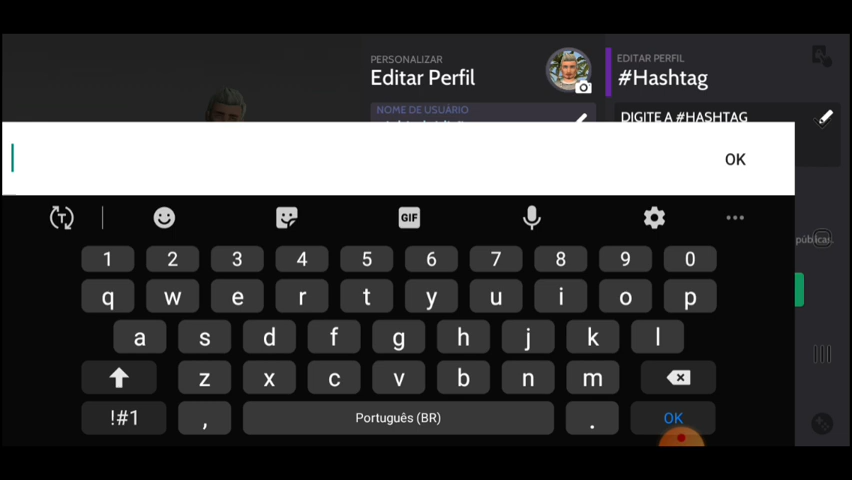 PERSONALIZAR
Editar Perfil
NOME DE USUÁRIO
EDITAR PERFIL
#Hashtag
DIGITE A #HASHTAG
públicas.
OK
T
GIF
1 2 3 4 5 6 7 8 9 0
q w e r t y u i o p
a s d f g h j k l
z x c v b n m
!#1 , Português (BR) . OK